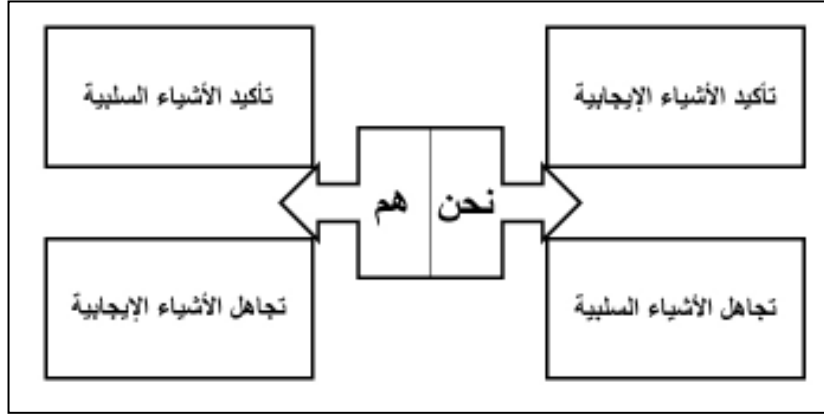 تأكيد الأشياء الإيجابية
تأكيد الأشياء السلبية
نحن
هم
تجاهل الأشياء السلبية
تجاهل الأشياء الإيجابية